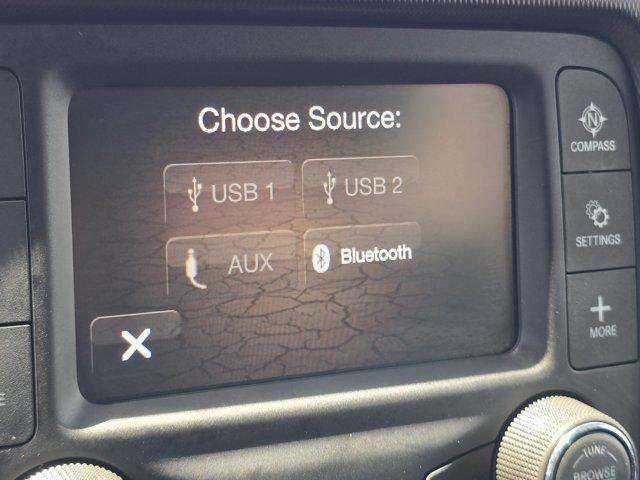 Choose Source:
USB 1
USB 2
AUX
Bluetooth
N
COMPASS
SETTINGS
MORE
TUNE
BROWSE